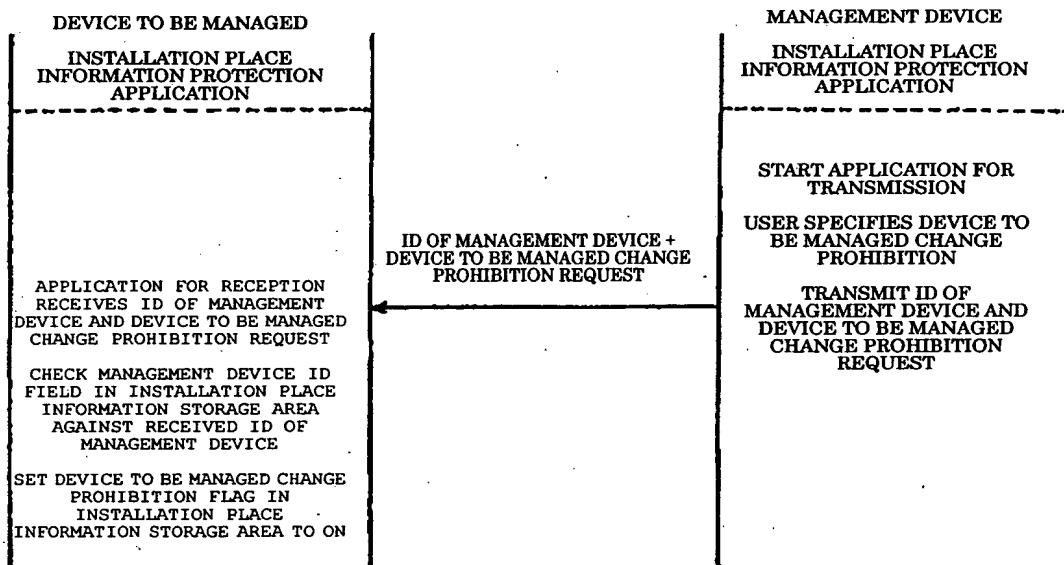 DEVICE TO BE MANAGED
INSTALLATION PLACE
INFORMATION PROTECTION
APPLICATION
MANAGEMENT DEVICE
INSTALLATION PLACE
INFORMATION PROTECTION
APPLICATION
START APPLICATION FOR
TRANSMISSION
USER SPECIFIES DEVICE TO
BE MANAGED CHANGE
PROHIBITION
TRANSMIT ID OF
MANAGEMENT DEVICE AND
DEVICE TO BE MANAGED
CHANGE PROHIBITION
REQUEST
ID OF MANAGEMENT DEVICE +
DEVICE TO BE MANAGED CHANGE
PROHIBITION REQUEST
APPLICATION FOR RECEPTION
RECEIVES ID OF MANAGEMENT
DEVICE AND DEVICE TO BE MANAGED
CHANGE PROHIBITION REQUEST
CHECK MANAGEMENT DEVICE ID
FIELD IN INSTALLATION PLACE
INFORMATION STORAGE AREA
AGAINST RECEIVED ID OF
MANAGEMENT DEVICE
SET DEVICE TO BE MANAGED CHANGE
PROHIBITION FLAG IN
INSTALLATION PLACE
INFORMATION STORAGE AREA TO ON